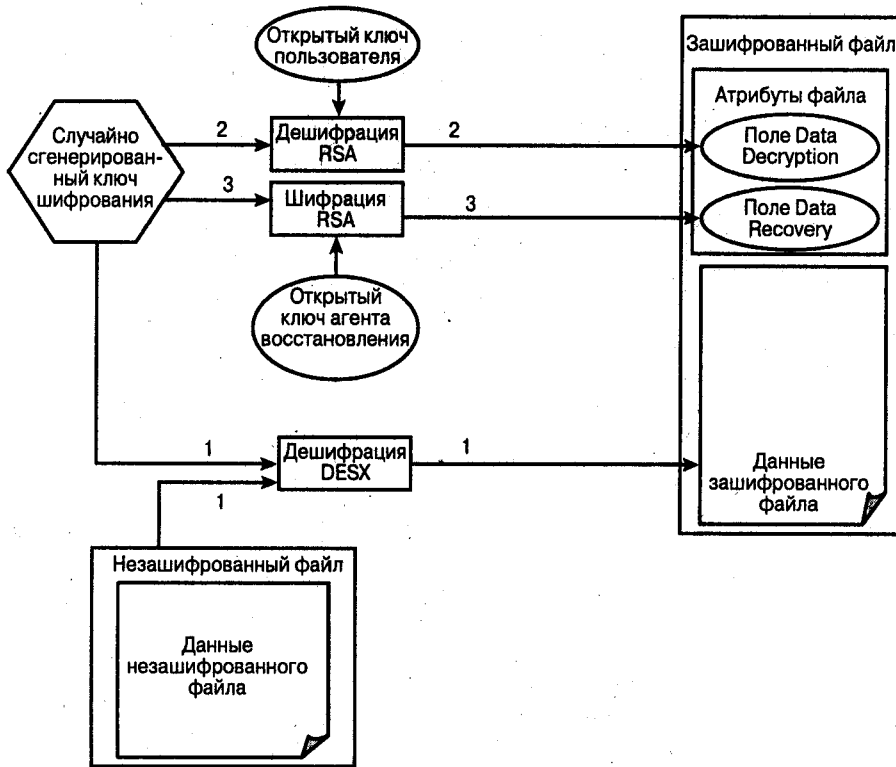 Открытый ключ
пользователя
Зашифрованный файл
Атрибуты файла
Случайно
сгенерирован-
ный ключ
шифрования
2
Дешифрация
RSA
2
Поле Data
Decryption
3
Шифрация
RSA
3
Поле Data
Recovery
Открытый
ключ агента
восстановления
1
Дешифрация
DESX
1
1
Данные
зашифрованного
файла
Незашифрованный файл
Данные
незашифрованного
файла